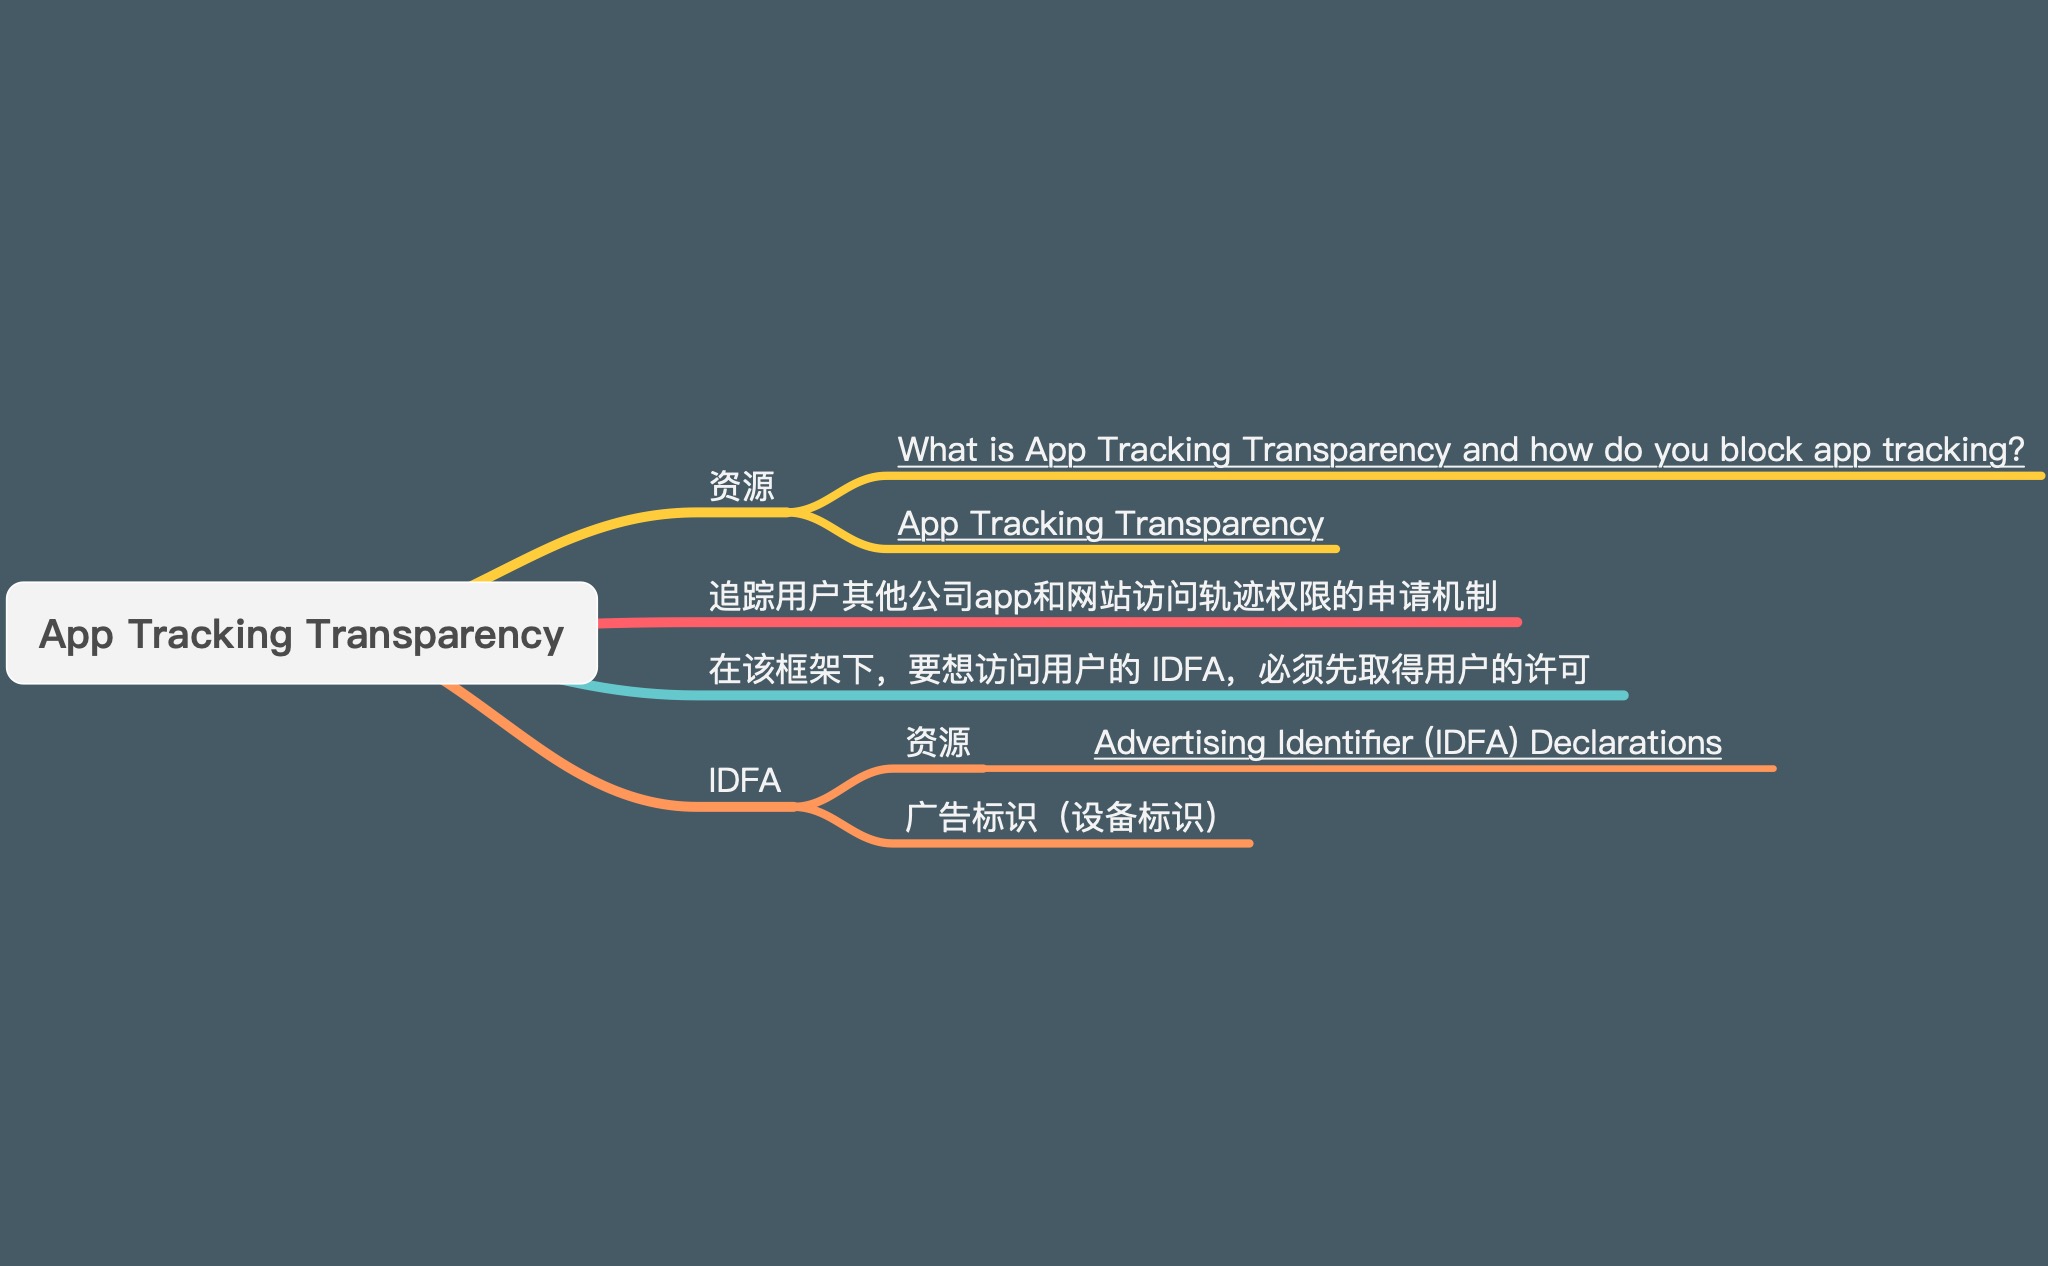 App Tracking Transparency
资源
What is App Tracking Transparency and how do you block app tracking?
App Tracking Transparency
追踪用户其他公司app和网站访问轨迹权限的申请机制
在该框架下，要想访问用户的 IDFA，必须先取得用户的许可
IDFA
资源
Advertising Identifier (IDFA) Declarations
广告标识（设备标识）